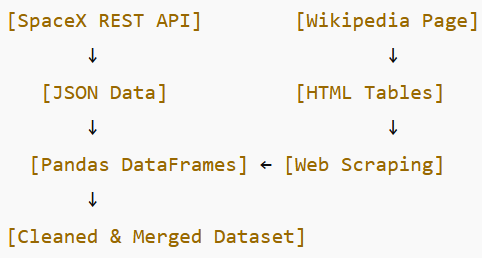 [SpaceX REST API] [Wikipedia Page]
↓ ↓
[JSON Data] [HTML Tables]
↓ ↓
[Pandas DataFrames] ← [Web Scraping]
↓
[Cleaned & Merged Dataset]